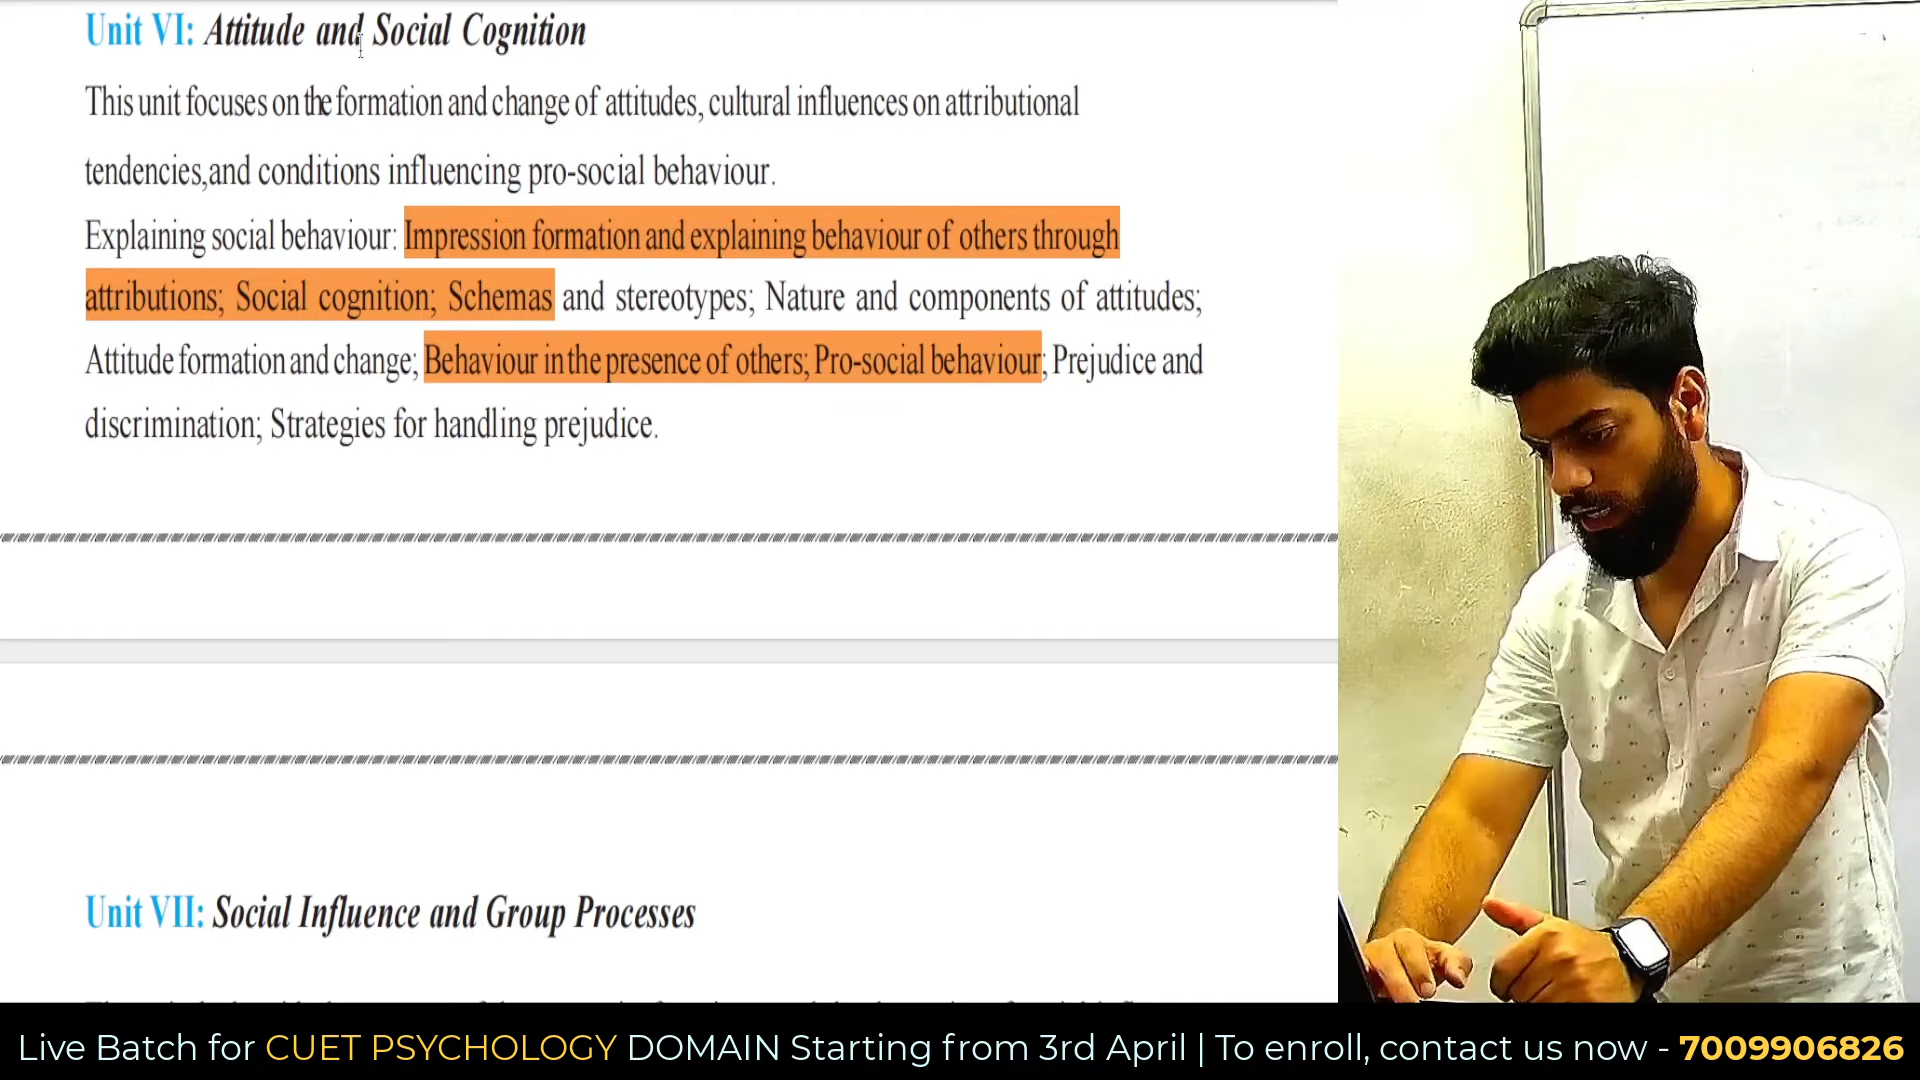 Unit VI: Attitude and Social Cognition
This unit focuses on the formation and change of attitudes, cultural influences on attributional
tendencies,and conditions influencing pro-social behaviour.
Explaining social behaviour: Impression formation and explaining behaviour of others through
attributions; Social cognition; Schemas and stereotypes; Nature and components of attitudes;
Attitude formation and change; Behaviour in the presence of others; Pro-social behaviour; Prejudice and
discrimination; Strategies for handling prejudice.
Unit VII: Social Influence and Group Processes
Live Batch for CUET PSYCHOLOGY DOMAIN Starting from 3rd April | To enroll, contact us now - 7009906826